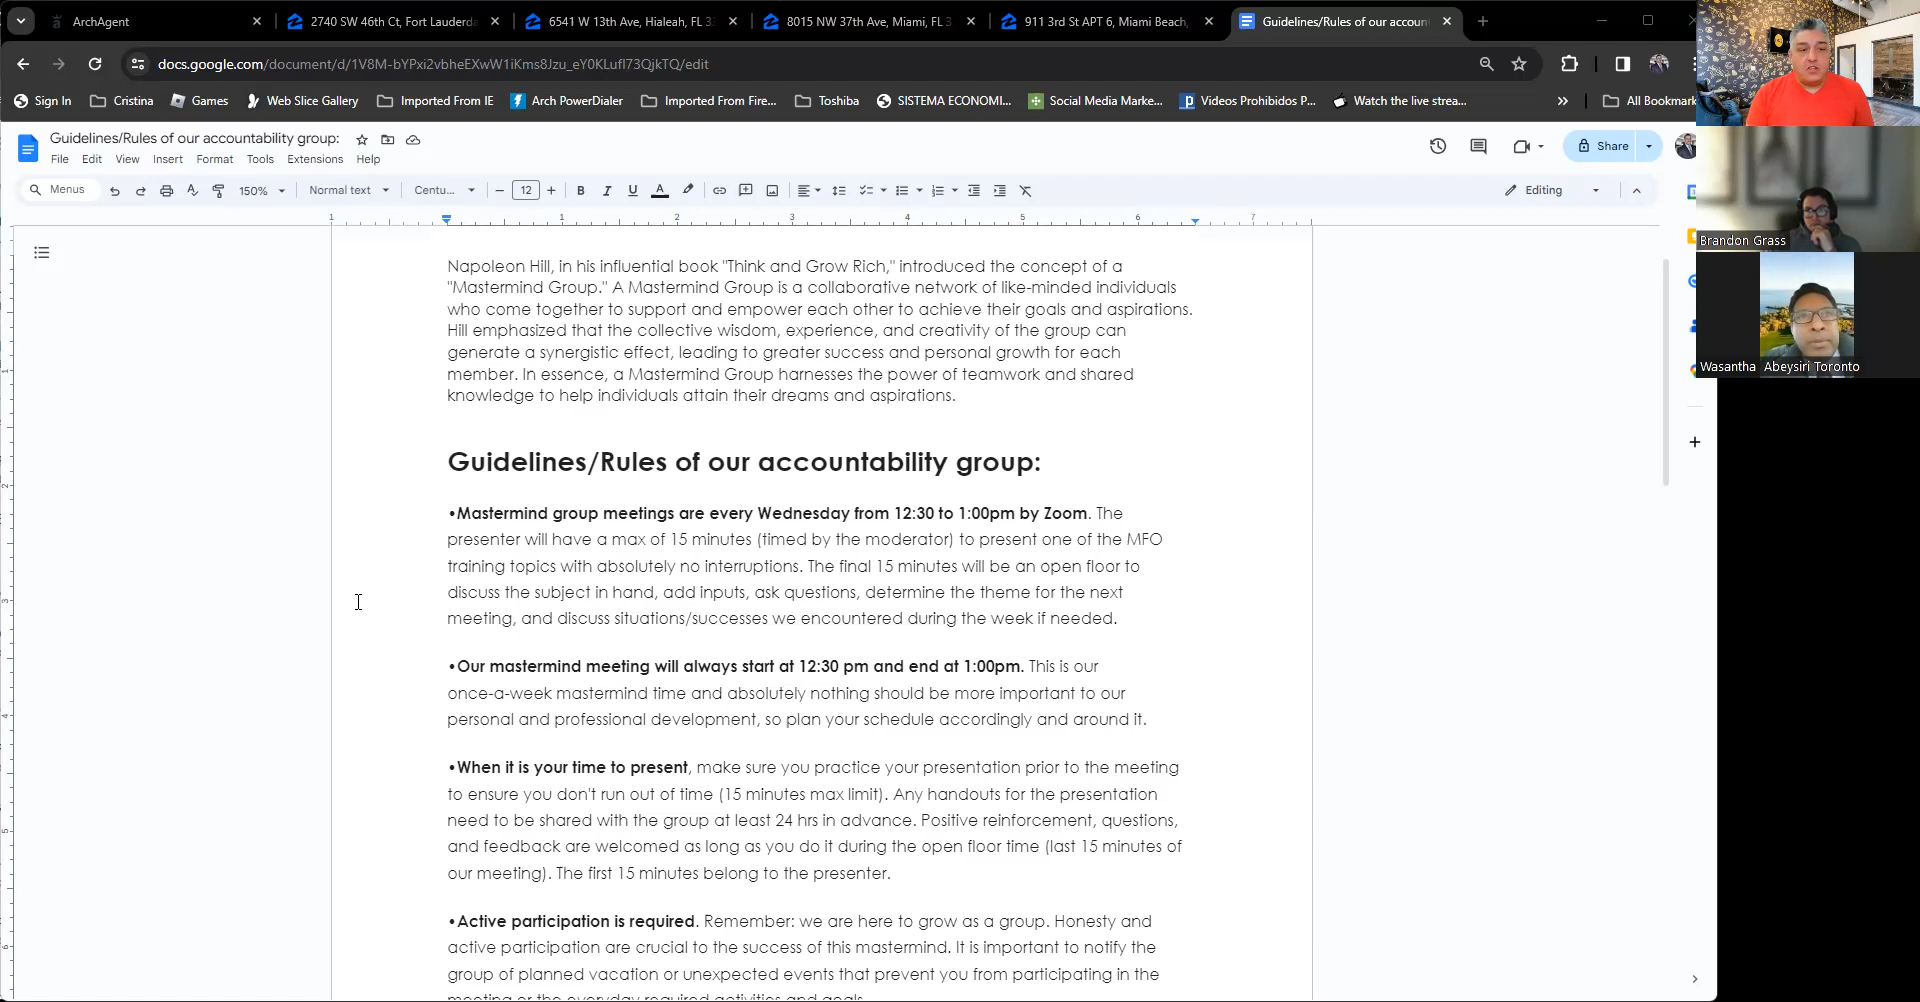 ArchAgent
2740 SW 46th Ct, Fort Lauderda
6541 W 13th Ave, Hialeah, FL 3
8015 NW 37th Ave, Miami, FL 3
911 3rd St APT 6, Miami Beach,
Guidelines/Rules of our accoun
docs.google.com/document/d/1V8M-bYPxi2vbheEXwW1iKms8Jzu_eY0KLufl73QjkTQ/edit
Sign In Cristina Games Web Slice Gallery Imported From IE Arch PowerDialer Imported From Fire... Toshiba SISTEMA ECONOMI... Social Media Marke... Videos Prohibidos P... Watch the live strea... All Bookmark
Guidelines/Rules of our accountability group:
File Edit View Insert Format Tools Extensions Help
Share
Menus 150% Normal text Centu... 12 Editing
1 1 2 3 4 5 6 7
Napoleon Hill, in his influential book "Think and Grow Rich," introduced the concept of a
"Mastermind Group." A Mastermind Group is a collaborative network of like-minded individuals
who come together to support and empower each other to achieve their goals and aspirations.
Hill emphasized that the collective wisdom, experience, and creativity of the group can
generate a synergistic effect, leading to greater success and personal growth for each
member. In essence, a Mastermind Group harnesses the power of teamwork and shared
knowledge to help individuals attain their dreams and aspirations.
Guidelines/Rules of our accountability group:
•Mastermind group meetings are every Wednesday from 12:30 to 1:00pm by Zoom. The
presenter will have a max of 15 minutes (timed by the moderator) to present one of the MFO
training topics with absolutely no interruptions. The final 15 minutes will be an open floor to
discuss the subject in hand, add inputs, ask questions, determine the theme for the next
meeting, and discuss situations/successes we encountered during the week if needed.
•Our mastermind meeting will always start at 12:30 pm and end at 1:00pm. This is our
once-a-week mastermind time and absolutely nothing should be more important to our
personal and professional development, so plan your schedule accordingly and around it.
•When it is your time to present, make sure you practice your presentation prior to the meeting
to ensure you don't run out of time (15 minutes max limit). Any handouts for the presentation
need to be shared with the group at least 24 hrs in advance. Positive reinforcement, questions,
and feedback are welcomed as long as you do it during the open floor time (last 15 minutes of
our meeting). The first 15 minutes belong to the presenter.
•Active participation is required. Remember: we are here to grow as a group. Honesty and
active participation are crucial to the success of this mastermind. It is important to notify the
group of planned vacation or unexpected events that prevent you from participating in the
meeting or the everyday required activities and goals.
Brandon Grass
Wasantha Abeysiri Toronto